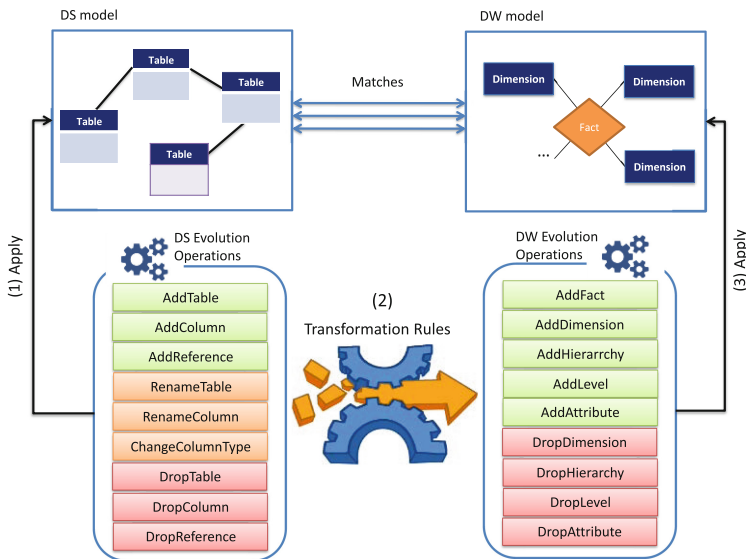 DS model
DW model
Table
Table
Table
Table
Matches
Dimension
Dimension
Fact
Dimension
...
(1) Apply
DS Evolution
Operations
AddTable
AddColumn
AddReference
RenameTable
RenameColumn
ChangeColumnType
DropTable
DropColumn
DropReference
(2)
Transformation Rules
DW Evolution
Operations
AddFact
AddDimension
AddHierarrchy
AddLevel
AddAttribute
DropDimension
DropHierarchy
DropLevel
DropAttribute
(3) Apply